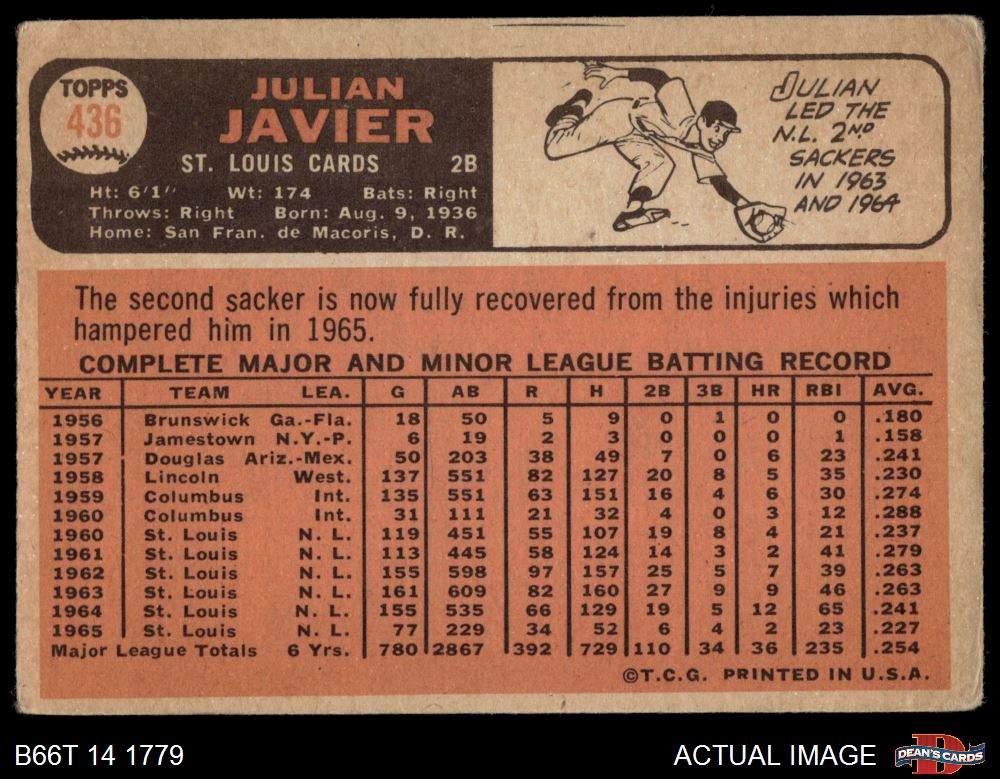 TOPPS
436
JULIAN
JAVIER
ST. LOUIS CARDS 2B
Ht: 6'1" Wt: 174 Bats: Right
Throws: Right Born: Aug. 9, 1936
Home: San Fran. de Macoris, D. R.
JULIAN
LED THE
N.L. 2ND
SACKERS
IN 1963
AND 1964
The second sacker is now fully recovered from the injuries which
hampered him in 1965.
COMPLETE MAJOR AND MINOR LEAGUE BATTING RECORD
YEAR TEAM LEA. G AB R H 2B 3B HR RBI AVG.
1956 Brunswick Ga.-Fla. 18 50 5 9 0 1 0 0 .180
1957 Jamestown N.Y.-P. 6 19 2 3 0 0 0 1 .158
1957 Douglas Ariz.-Mex. 50 203 38 49 7 0 6 23 .241
1958 Lincoln West. 137 551 82 127 20 8 5 35 .230
1959 Columbus Int. 135 551 63 151 16 4 6 30 .274
1960 Columbus Int. 31 111 21 32 4 0 3 12 .288
1960 St. Louis N. L. 119 451 55 107 19 8 4 21 .237
1961 St. Louis N. L. 113 445 58 124 14 3 2 41 .279
1962 St. Louis N. L. 155 598 97 157 25 5 7 39 .263
1963 St. Louis N. L. 161 609 82 160 27 9 9 46 .263
1964 St. Louis N. L. 155 535 66 129 19 5 12 65 .241
1965 St. Louis N. L. 77 229 34 52 6 4 2 23 .227
Major League Totals 6 Yrs. 780 2867 392 729 110 34 36 235 .254
©T.C.G. PRINTED IN U.S.A.
B66T 14 1779 ACTUAL IMAGE DEAN'S CARDS